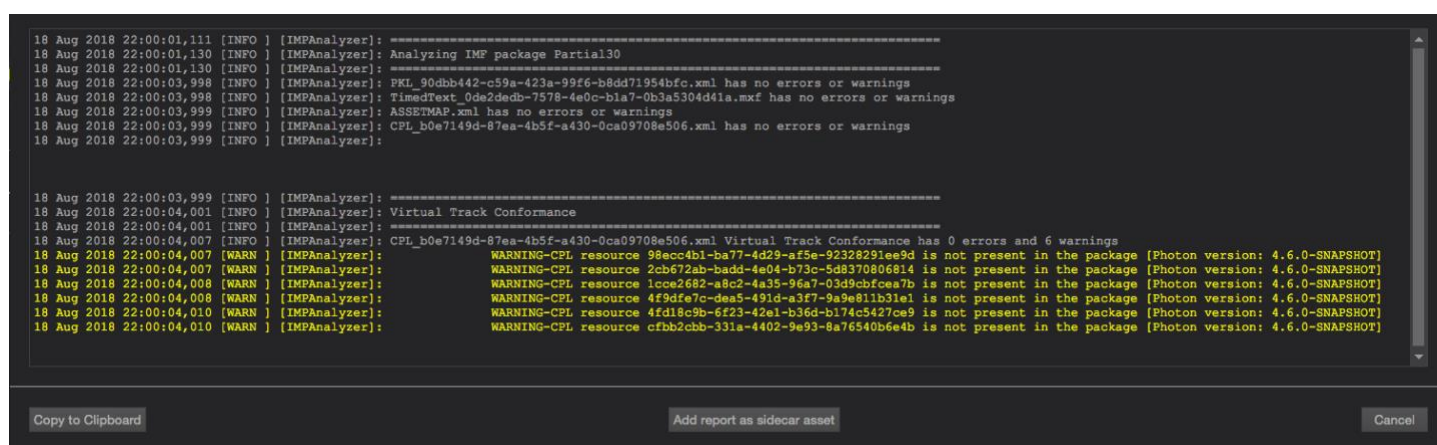 18 Aug 2018 22:00:01,111 [INFO ] [IMPAnalyzer]: ==========================================================================
18 Aug 2018 22:00:01,130 [INFO ] [IMPAnalyzer]: Analyzing IMF package Partial30
18 Aug 2018 22:00:01,130 [INFO ] [IMPAnalyzer]: ==========================================================================
18 Aug 2018 22:00:03,998 [INFO ] [IMPAnalyzer]: PKL_90dbb442-c59a-423a-99f6-b8dd71954bfc.xml has no errors or warnings
18 Aug 2018 22:00:03,998 [INFO ] [IMPAnalyzer]: TimedText_0de2dedb-7578-4e0c-b1a7-0b3a5304d41a.mxf has no errors or warnings
18 Aug 2018 22:00:03,999 [INFO ] [IMPAnalyzer]: ASSETMAP.xml has no errors or warnings
18 Aug 2018 22:00:03,999 [INFO ] [IMPAnalyzer]: CPL_b0e7149d-87ea-4b5f-a430-0ca09708e506.xml has no errors or warnings
18 Aug 2018 22:00:03,999 [INFO ] [IMPAnalyzer]:
18 Aug 2018 22:00:03,999 [INFO ] [IMPAnalyzer]: ==========================================================================
18 Aug 2018 22:00:04,001 [INFO ] [IMPAnalyzer]: Virtual Track Conformance
18 Aug 2018 22:00:04,001 [INFO ] [IMPAnalyzer]: ==========================================================================
18 Aug 2018 22:00:04,007 [INFO ] [IMPAnalyzer]: CPL_b0e7149d-87ea-4b5f-a430-0ca09708e506.xml Virtual Track Conformance has 0 errors and 6 warnings
18 Aug 2018 22:00:04,007 [WARN ] [IMPAnalyzer]: WARNING-CPL resource 98ecc4b1-ba77-4d29-af5e-92328291ee9d is not present in the package [Photon version: 4.6.0-SNAPSHOT]
18 Aug 2018 22:00:04,007 [WARN ] [IMPAnalyzer]: WARNING-CPL resource 2cb672ab-badd-4e04-b73c-5d8370806814 is not present in the package [Photon version: 4.6.0-SNAPSHOT]
18 Aug 2018 22:00:04,008 [WARN ] [IMPAnalyzer]: WARNING-CPL resource 1cce2682-a8c2-4a35-96a7-03d9cbfcea7b is not present in the package [Photon version: 4.6.0-SNAPSHOT]
18 Aug 2018 22:00:04,008 [WARN ] [IMPAnalyzer]: WARNING-CPL resource 4f9dfe7c-dea5-491d-a3f7-9a9e811b31e1 is not present in the package [Photon version: 4.6.0-SNAPSHOT]
18 Aug 2018 22:00:04,010 [WARN ] [IMPAnalyzer]: WARNING-CPL resource 4fd18c9b-6f23-42e1-b36d-b174c5427ce9 is not present in the package [Photon version: 4.6.0-SNAPSHOT]
18 Aug 2018 22:00:04,010 [WARN ] [IMPAnalyzer]: WARNING-CPL resource cfbb2cbb-331a-4402-9e93-8a76540b6e4b is not present in the package [Photon version: 4.6.0-SNAPSHOT]
Copy to Clipboard
Add report as sidecar asset
Cancel